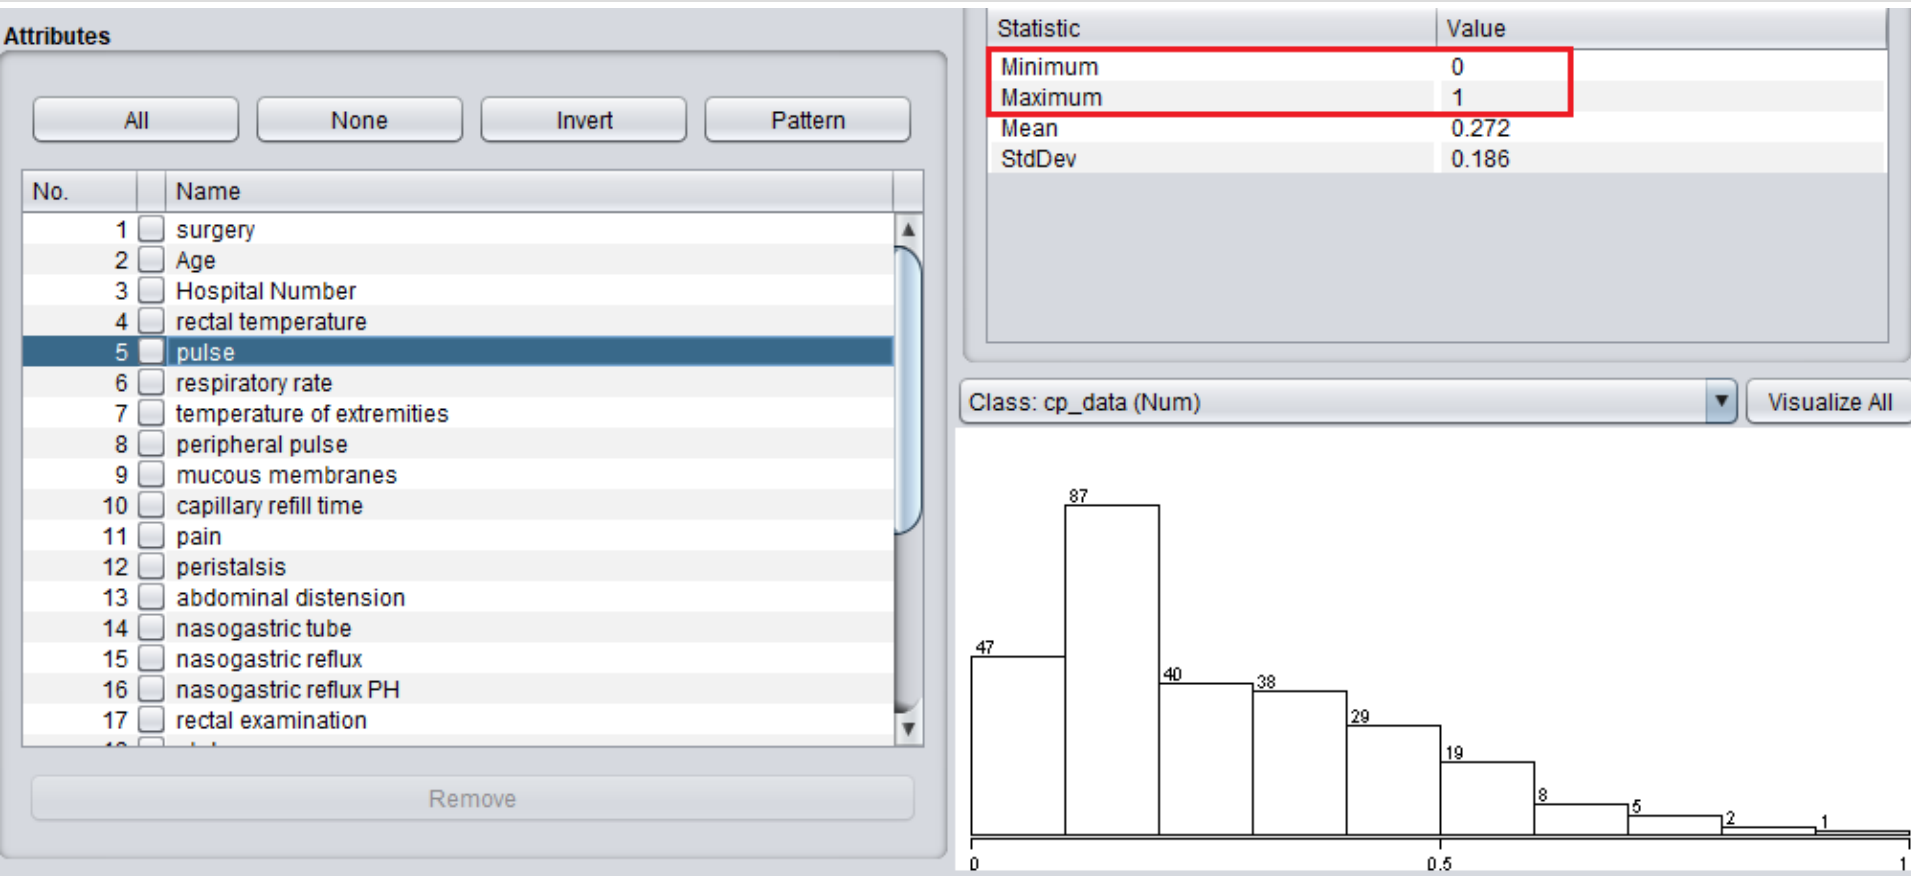 Attributes
All None Invert Pattern
No. Name
1 surgery
2 Age
3 Hospital Number
4 rectal temperature
5 pulse
6 respiratory rate
7 temperature of extremities
8 peripheral pulse
9 mucous membranes
10 capillary refill time
11 pain
12 peristalsis
13 abdominal distension
14 nasogastric tube
15 nasogastric reflux
16 nasogastric reflux PH
17 rectal examination
Remove
Statistic Value
Minimum 0
Maximum 1
Mean 0.272
StdDev 0.186
Class: cp_data (Num) Visualize All
87
47
40
38
29
19
8
5
2
1
0 0.5 1